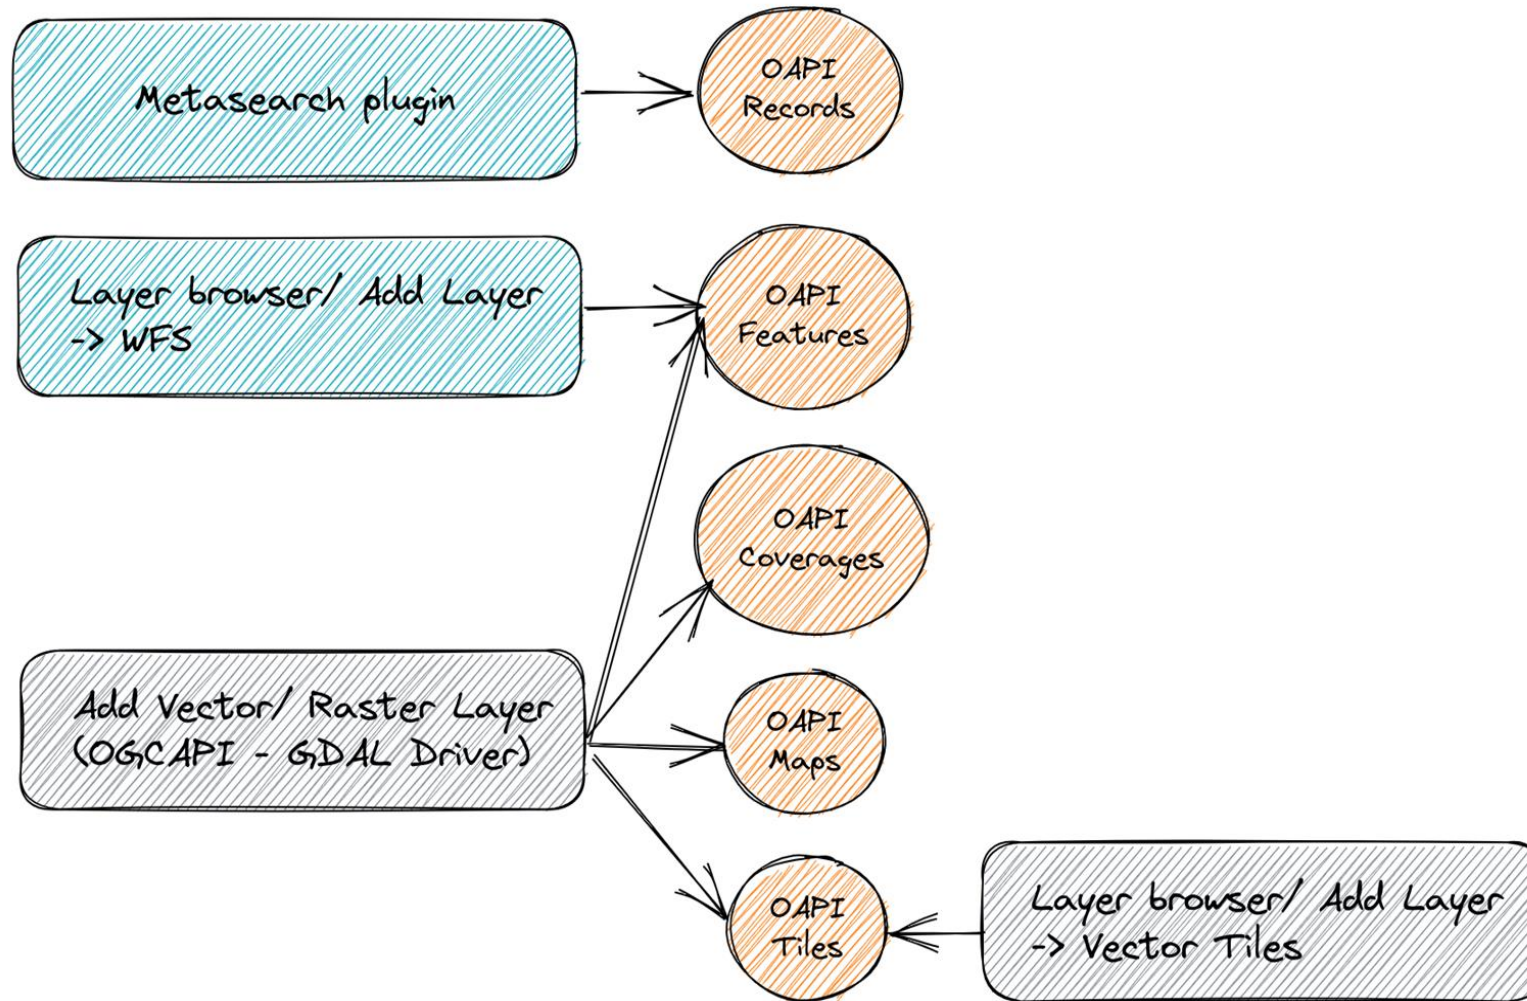 Metasearch plugin
OAPI
Records
Layer browser/ Add Layer
-> WFS
OAPI
Features
OAPI
Coverages
Add Vector/ Raster Layer
(OGCAPI - GDAL Driver)
OAPI
Maps
OAPI
Tiles
Layer browser/ Add Layer
-> Vector Tiles